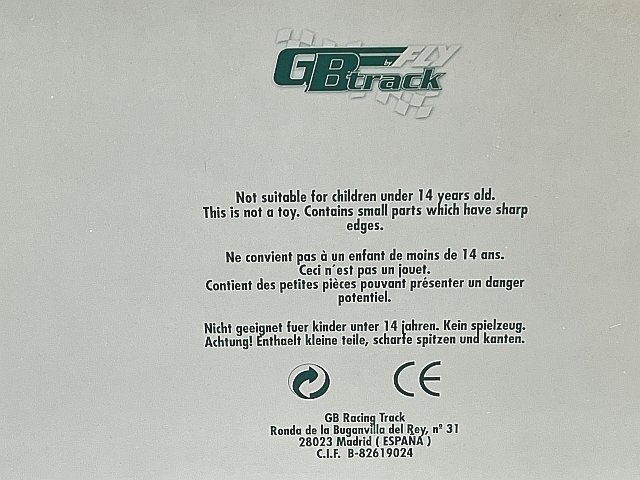 GB track by FLY
Not suitable for children under 14 years old.
This is not a toy. Contains small parts which have sharp
edges.
Ne convient pas à un enfant de moins de 14 ans.
Ceci n´est pas un jouet.
Contient des petites pièces pouvant présenter un danger
potentiel.
Nicht geeignet fuer kinder unter 14 jahren. Kein spielzeug.
Achtung! Enthaelt kleine teile, scharfe spitzen und kanten.
CE
GB Racing Track
Ronda de la Buganvilla del Rey, nº 31
28023 Madrid ( ESPAÑA )
C.I.F. B-82619024